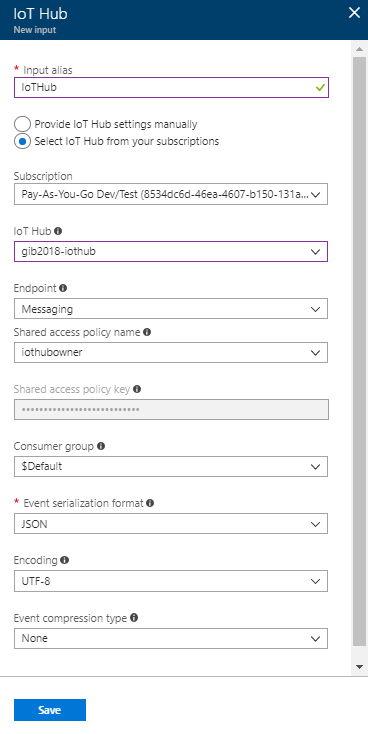 IoT Hub
New input
* Input alias
IoTHub
Provide IoT Hub settings manually
Select IoT Hub from your subscriptions
Subscription
Pay-As-You-Go Dev/Test (8534dc6d-46ea-4607-b150-131a...
IoT Hub
gib2018-iothub
Endpoint
Messaging
Shared access policy name
iothubowner
Shared access policy key
••••••••••••••••••••••••••••
Consumer group
$Default
* Event serialization format
JSON
Encoding
UTF-8
Event compression type
None
Save